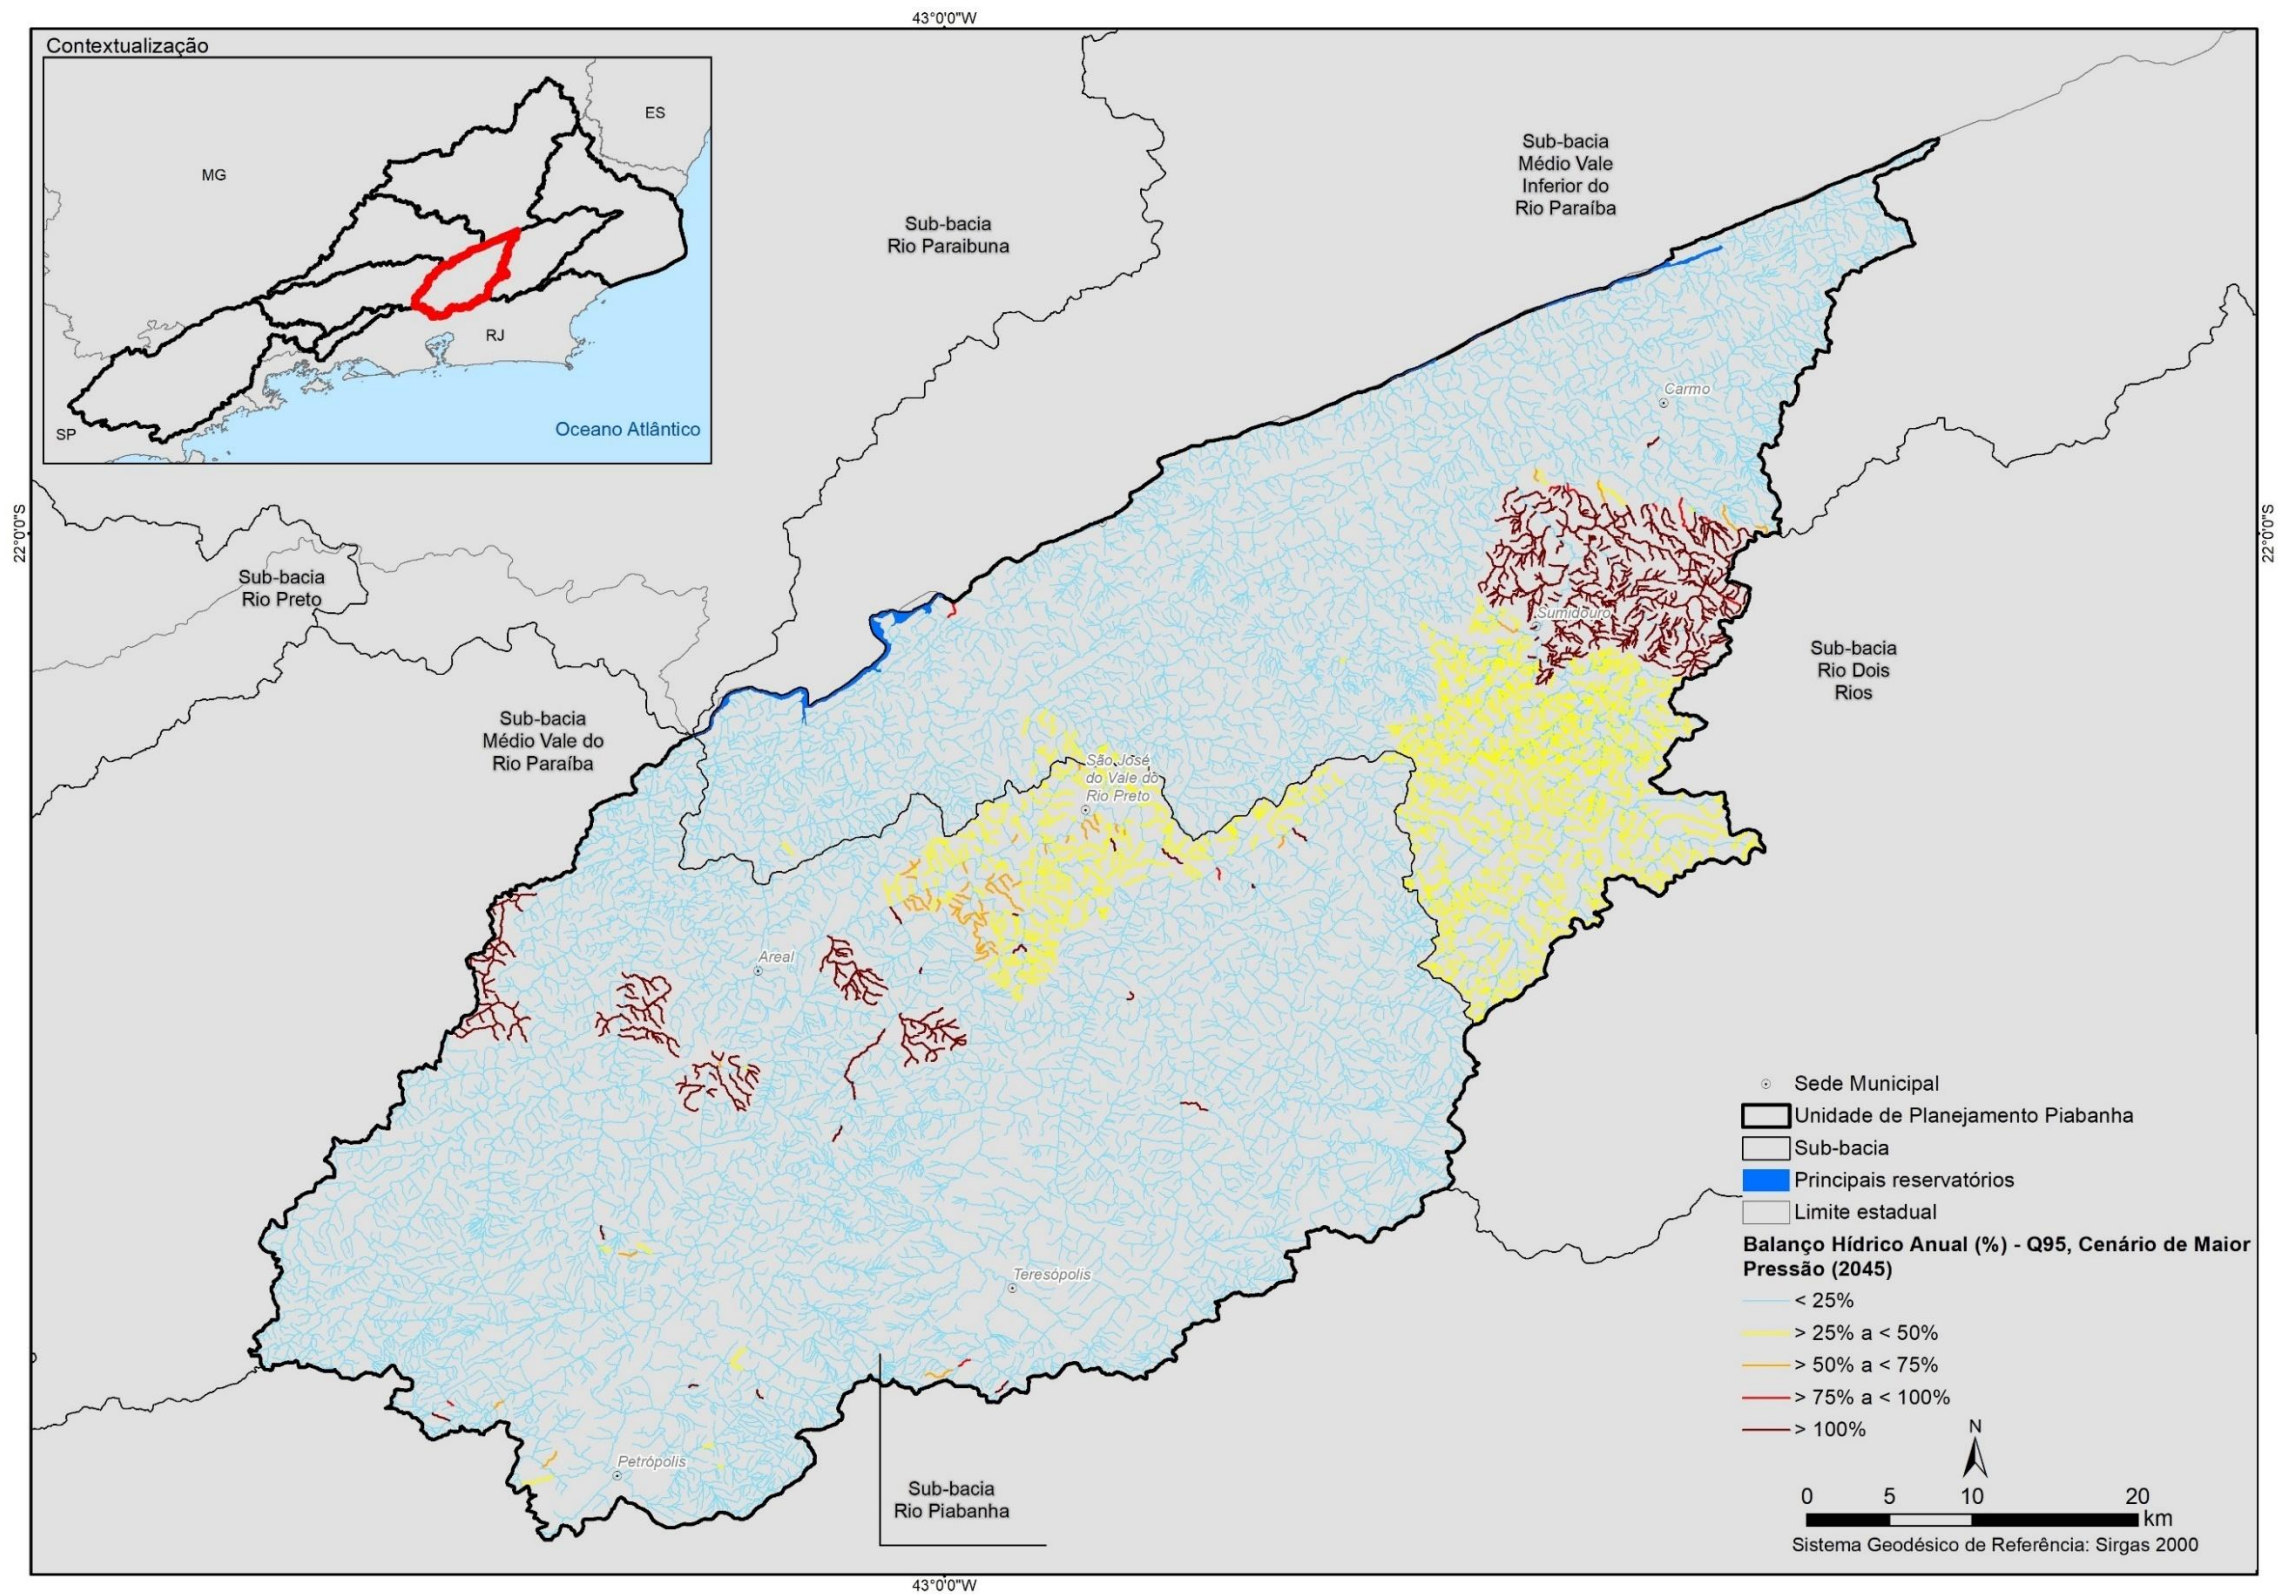 43°0'0"W
Contextualização
ES
MG
RJ
SP
Oceano Atlântico
Sub-bacia
Médio Vale
Inferior do
Rio Paraíba
Sub-bacia
Rio Paraibuna
Carmo
22°0'0"S
22°0'0"S
Sub-bacia
Rio Preto
Sumidouro
Sub-bacia
Rio Dois
Rios
Sub-bacia
Médio Vale do
Rio Paraíba
São José
do Vale do
Rio Preto
Areal
Teresópolis
Petrópolis
Sub-bacia
Rio Piabanha
Sede Municipal
Unidade de Planejamento Piabanha
Sub-bacia
Principais reservatórios
Limite estadual
Balanço Hídrico Anual (%) - Q95, Cenário de Maior
Pressão (2045)
< 25%
> 25% a < 50%
> 50% a < 75%
> 75% a < 100%
> 100%
N
0 5 10 20
km
Sistema Geodésico de Referência: Sirgas 2000
43°0'0"W